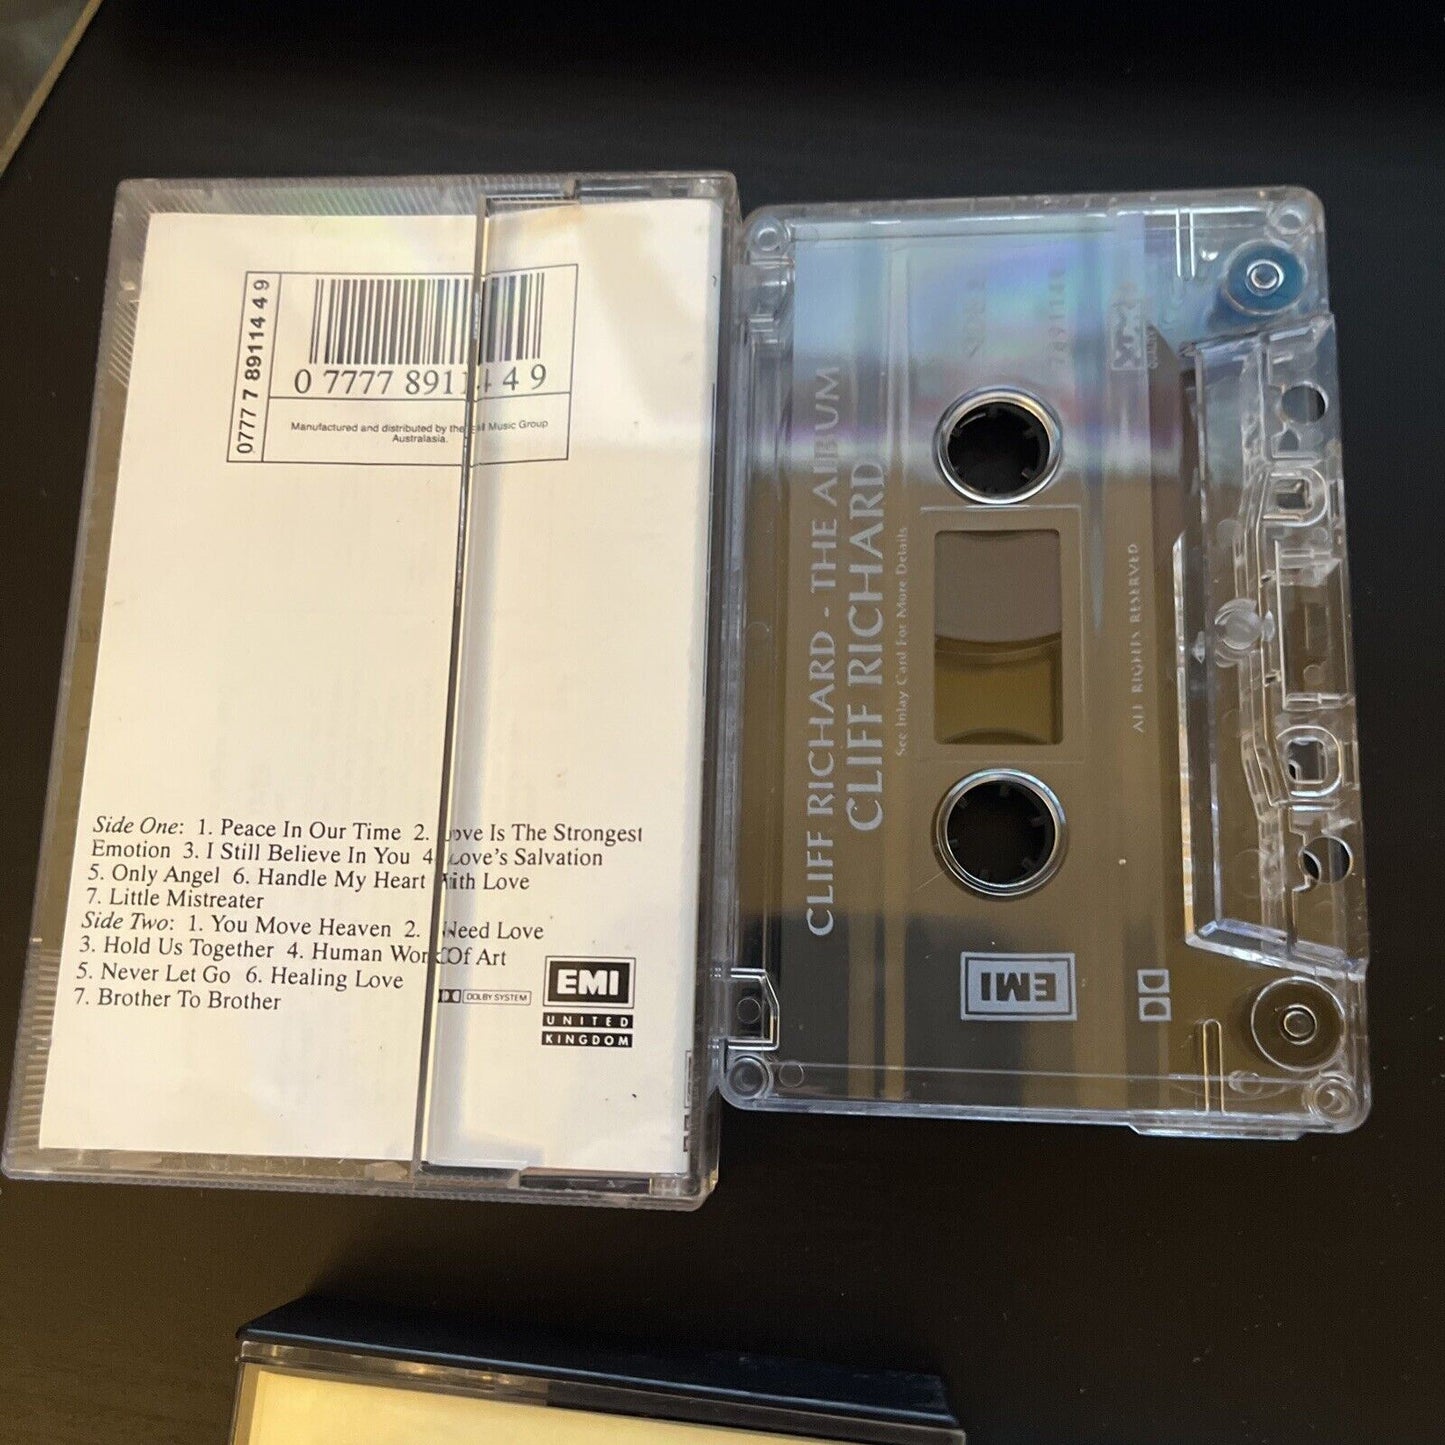 0777 7 89114 4 9
0 7777 89114 4 9
Manufactured and distributed by the EMI Music Group
Australasia.
Side One: 1. Peace In Our Time 2. Love Is The Strongest
Emotion 3. I Still Believe In You 4. Love's Salvation
5. Only Angel 6. Handle My Heart With Love
7. Little Mistreater
Side Two: 1. You Move Heaven 2. I Need Love
3. Hold Us Together 4. Human Work Of Art
5. Never Let Go 6. Healing Love
7. Brother To Brother
DOLBY SYSTEM
EMI
UNITED
KINGDOM
CLIFF RICHARD - THE ALBUM
CLIFF RICHARD
See Inlay Card For More Details
ALL RIGHTS RESERVED
EMI
7891144